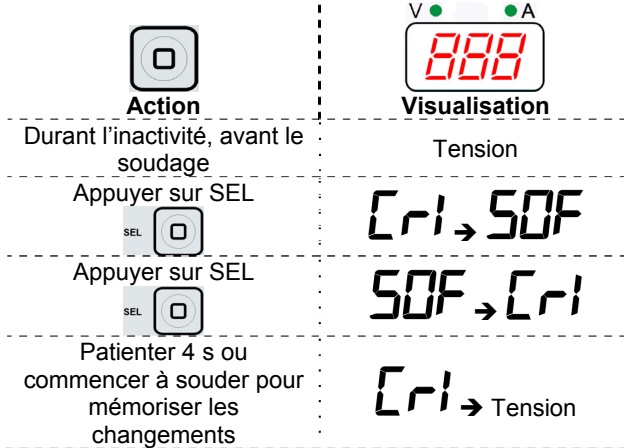 V A
888
Action Visualisation
Durant l'inactivité, avant le
soudage
Tension
Appuyer sur SEL
SEL
CrI ➔ SOF
Appuyer sur SEL
SEL
SOF ➔ CrI
Patienter 4 s ou
commencer à souder pour
mémoriser les
changements
CrI ➔ Tension